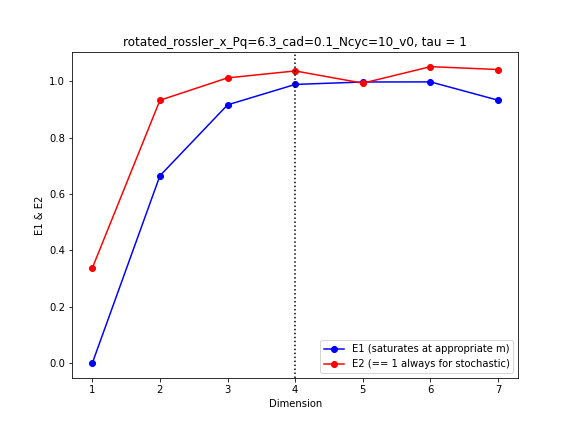 rotated_rossler_x_Pq=6.3_cad=0.1_Ncyc=10_v0, tau = 1
E1 & E2
1.0
0.8
0.6
0.4
0.2
0.0
E1 (saturates at appropriate m)
E2 (== 1 always for stochastic)
1 2 3 4 5 6 7
Dimension